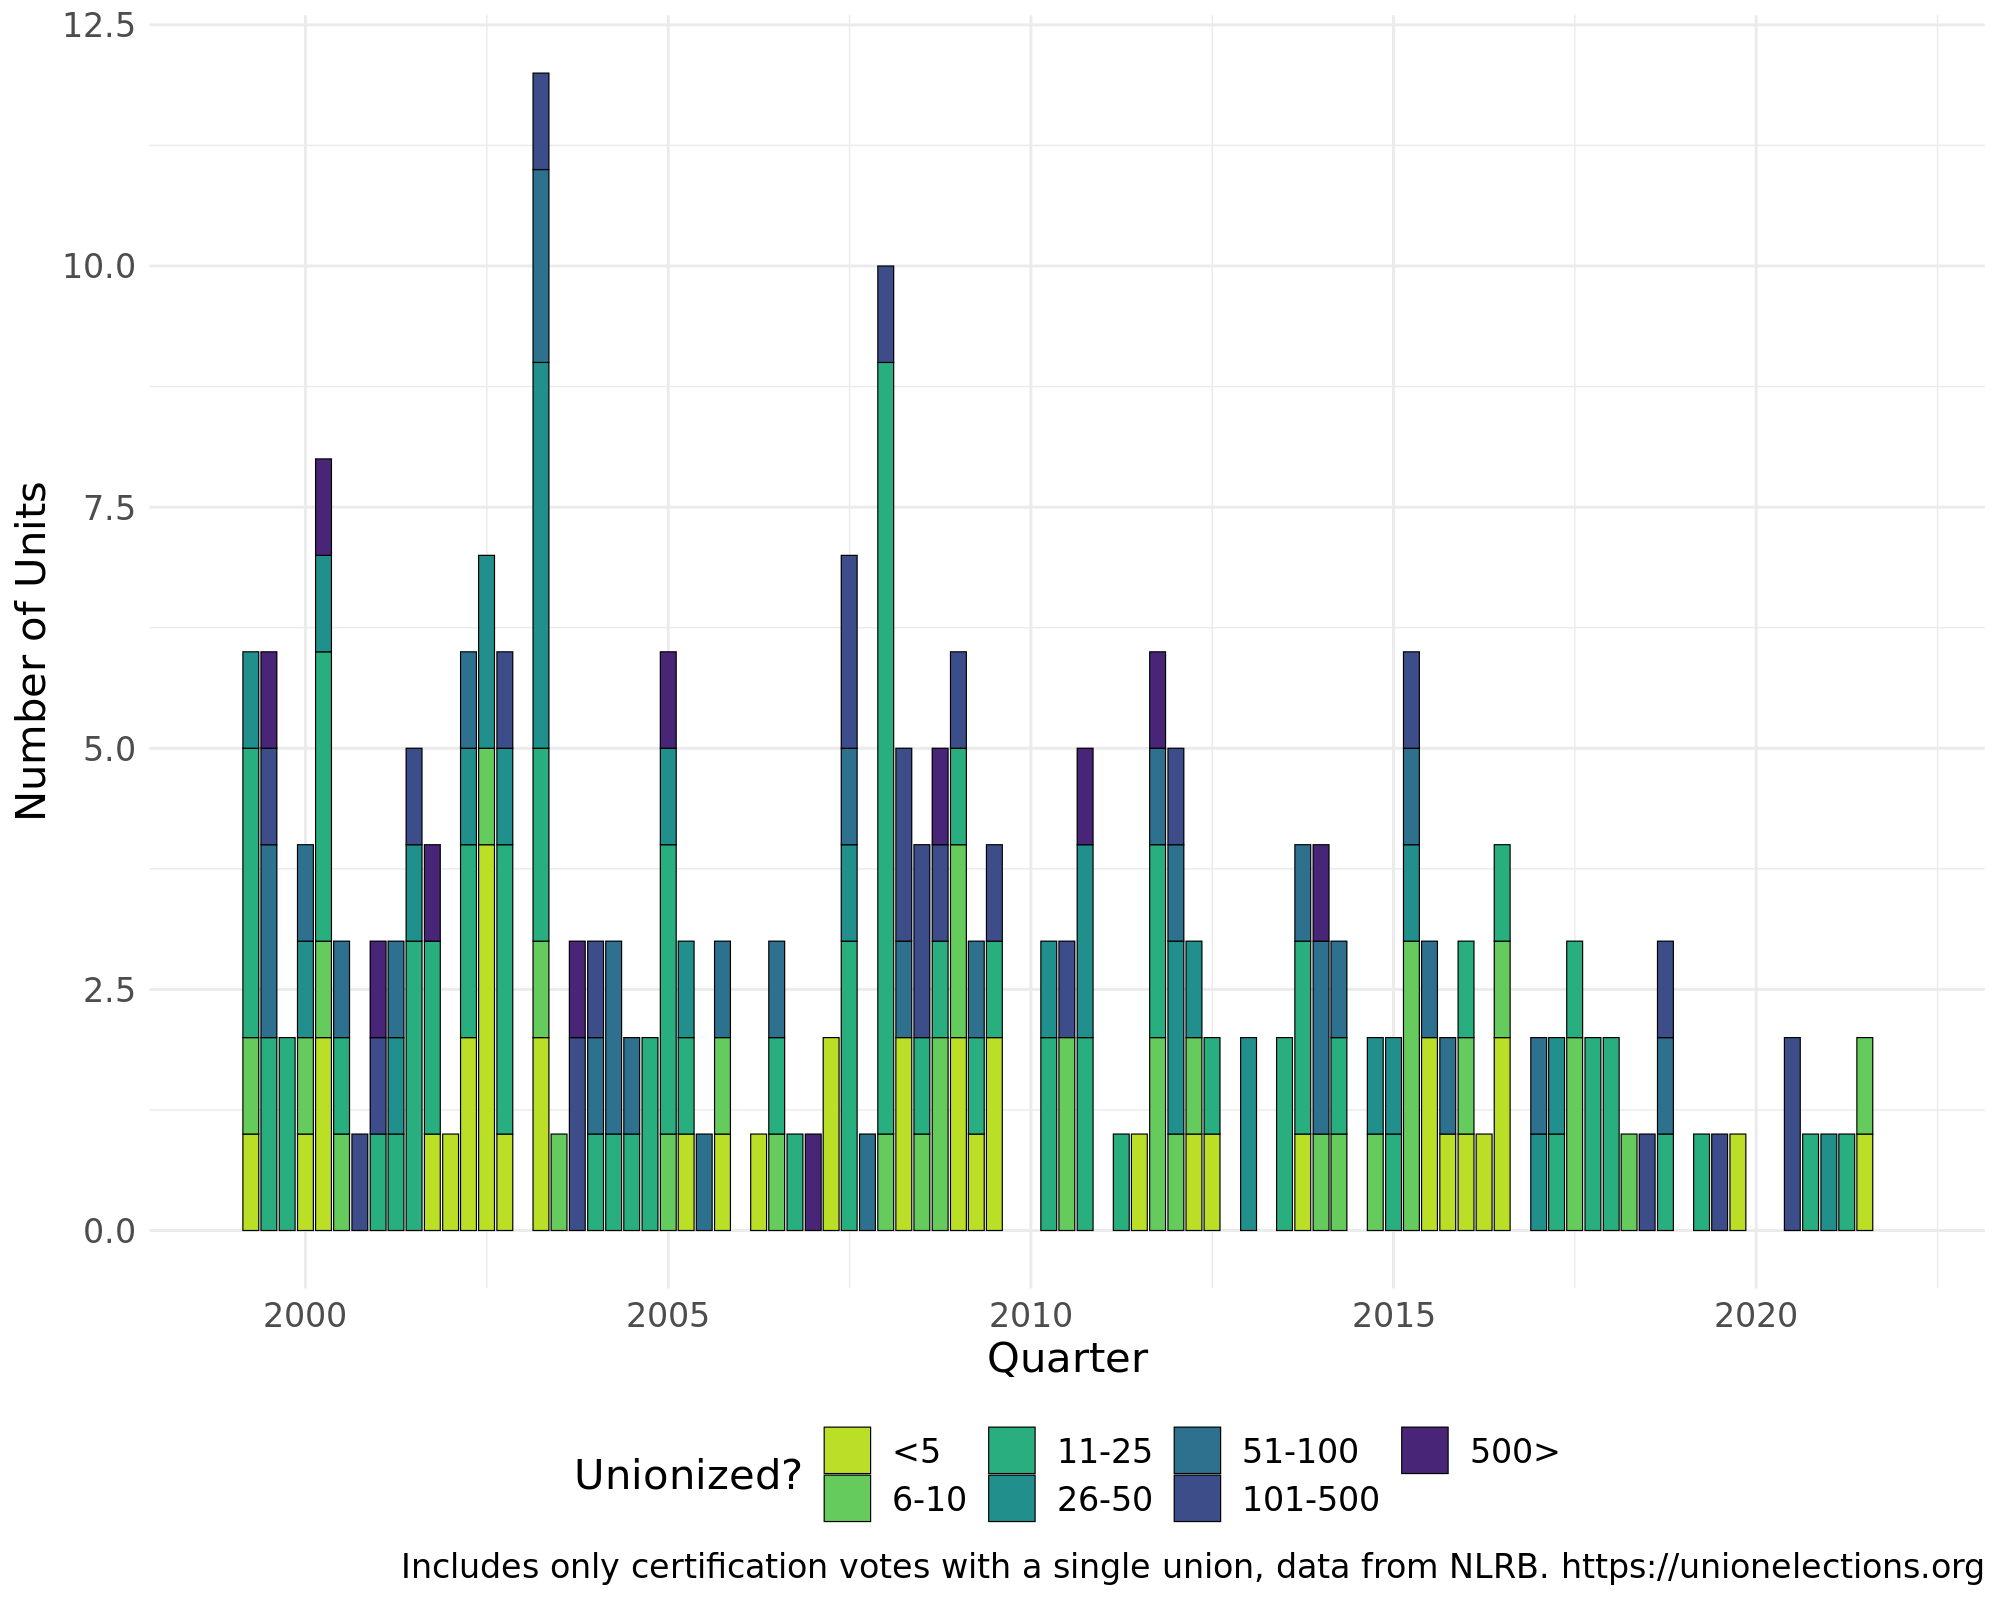 12.5
10.0
7.5
5.0
2.5
0.0
Number of Units
2000 2005 2010 2015 2020
Quarter
Unionized?
<5 11-25 51-100 500>
6-10 26-50 101-500
Includes only certification votes with a single union, data from NLRB. https://unionelections.org